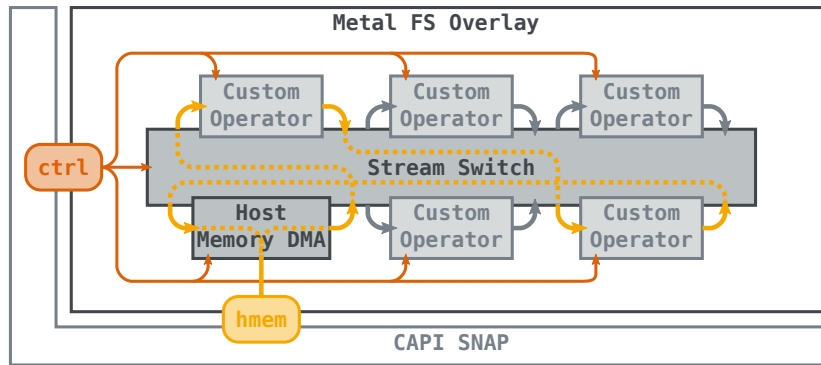 Metal FS Overlay
Custom
Operator
Custom
Operator
Custom
Operator
ctrl
Stream Switch
Host
Memory DMA
Custom
Operator
Custom
Operator
hmem
CAPI SNAP